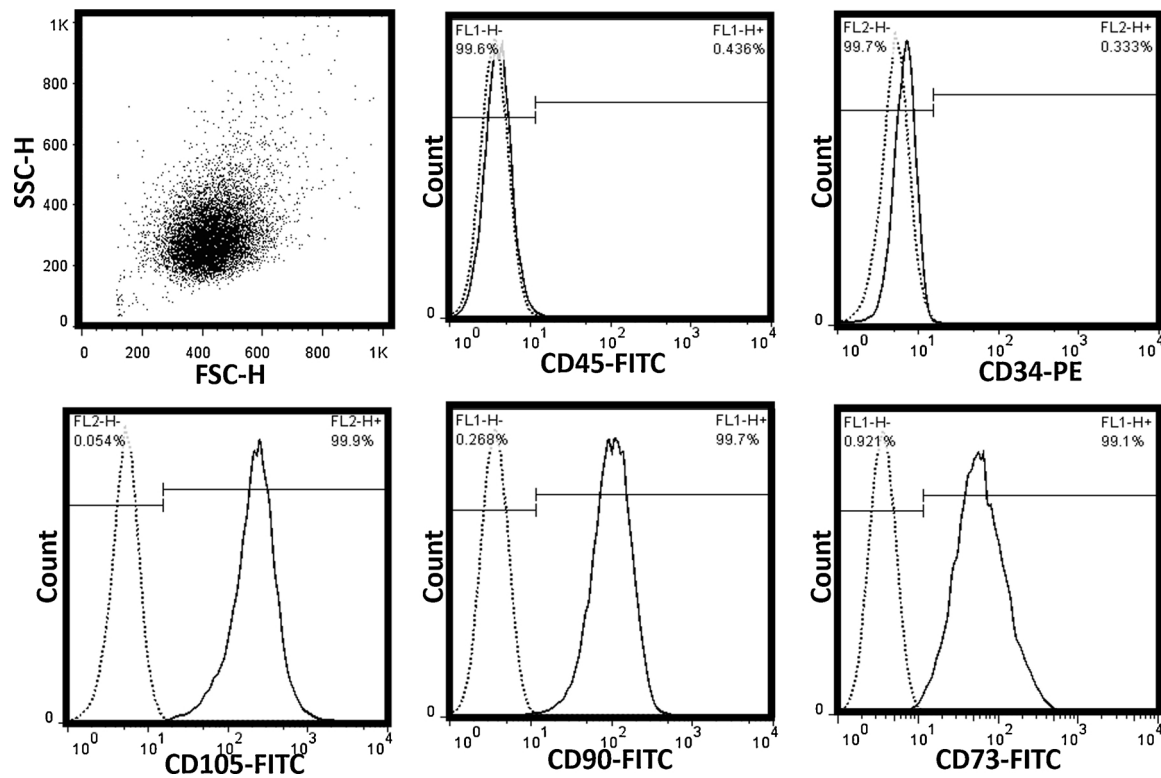 1K
800
600
400
200
0
SSC-H
0 200 400 600 800 1K
FSC-H
FL1-H-
99.6%
FL1-H+
0.436%
Count
0
10^0 10^1 10^2 10^3 10^4
CD45-FITC
FL2-H-
99.7%
FL2-H+
0.333%
Count
0
10^0 10^1 10^2 10^3 10^4
CD34-PE
FL2-H-
0.054%
FL2-H+
99.9%
Count
0
10^0 10^1 10^2 10^3 10^4
CD105-FITC
FL1-H-
0.268%
FL1-H+
99.7%
Count
0
10^0 10^1 10^2 10^3 10^4
CD90-FITC
FL1-H-
0.921%
FL1-H+
99.1%
Count
0
10^0 10^1 10^2 10^3 10^4
CD73-FITC